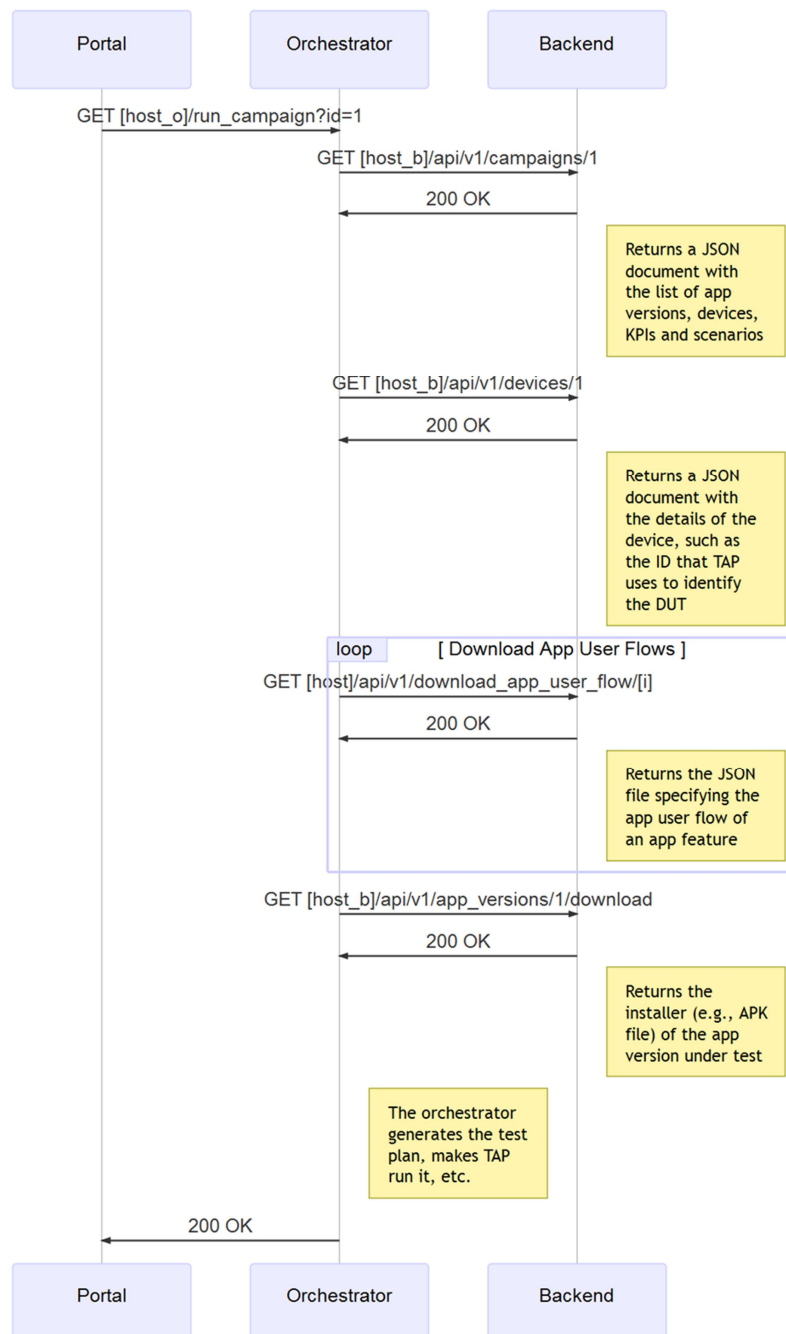 Portal
Orchestrator
Backend
GET [host_o]/run_campaign?id=1
GET [host_b]/api/v1/campaigns/1
200 OK
Returns a JSON
document with
the list of app
versions, devices,
KPIs and scenarios
GET [host_b]/api/v1/devices/1
200 OK
Returns a JSON
document with
the details of the
device, such as
the ID that TAP
uses to identify
the DUT
loop
[ Download App User Flows ]
GET [host]/api/v1/download_app_user_flow/[i]
200 OK
Returns the JSON
file specifying the
app user flow of
an app feature
GET [host_b]/api/v1/app_versions/1/download
200 OK
Returns the
installer (e.g., APK
file) of the app
version under test
The orchestrator
generates the test
plan, makes TAP
run it, etc.
200 OK
Portal
Orchestrator
Backend